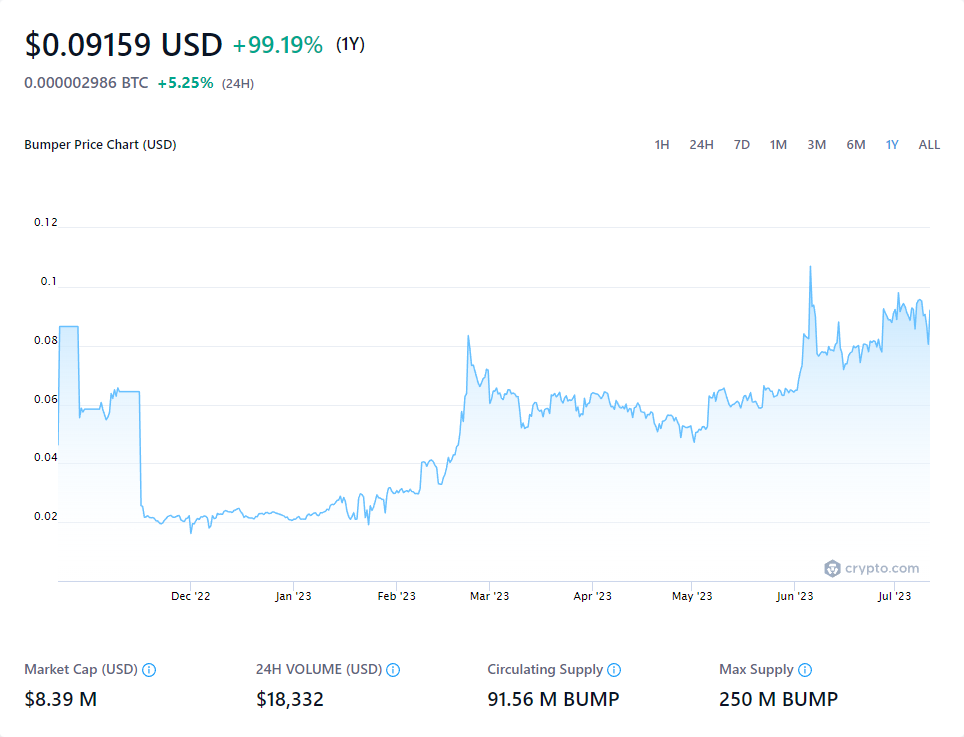 $0.09159 USD +99.19% (1Y)
0.000002986 BTC +5.25% (24H)
Bumper Price Chart (USD)
1H 24H 7D 1M 3M 6M 1Y ALL
0.12
0.1
0.08
0.06
0.04
0.02
crypto.com
Dec '22 Jan '23 Feb '23 Mar '23 Apr '23 May '23 Jun '23 Jul '23
Market Cap (USD) 24H VOLUME (USD) Circulating Supply Max Supply
$8.39 M $18,332 91.56 M BUMP 250 M BUMP